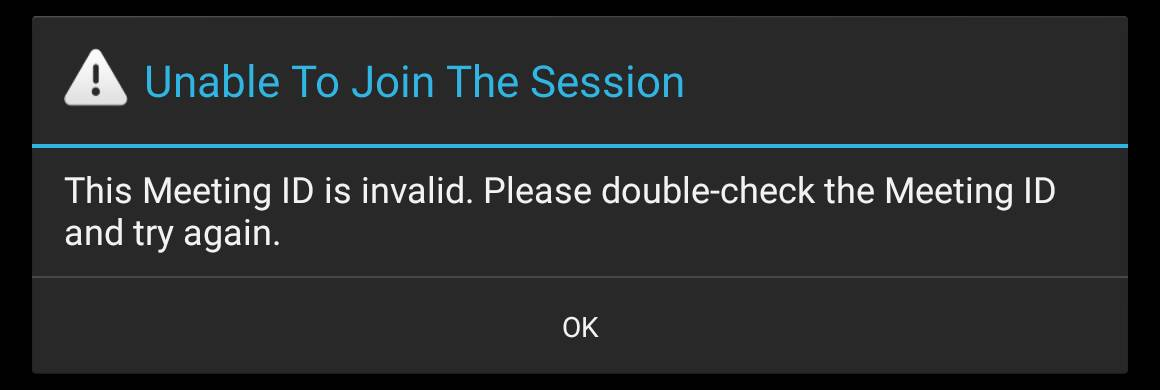 Unable To Join The Session
This Meeting ID is invalid. Please double-check the Meeting ID
and try again.
OK